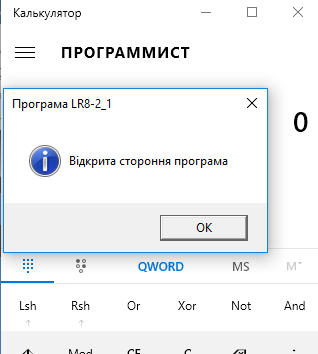 Калькулятор
ПРОГРАММИСТ
Програма LR8-2_1
0
Відкрита стороння програма
OK
QWORD MS M
Lsh Rsh Or Xor Not And
Mod CE C